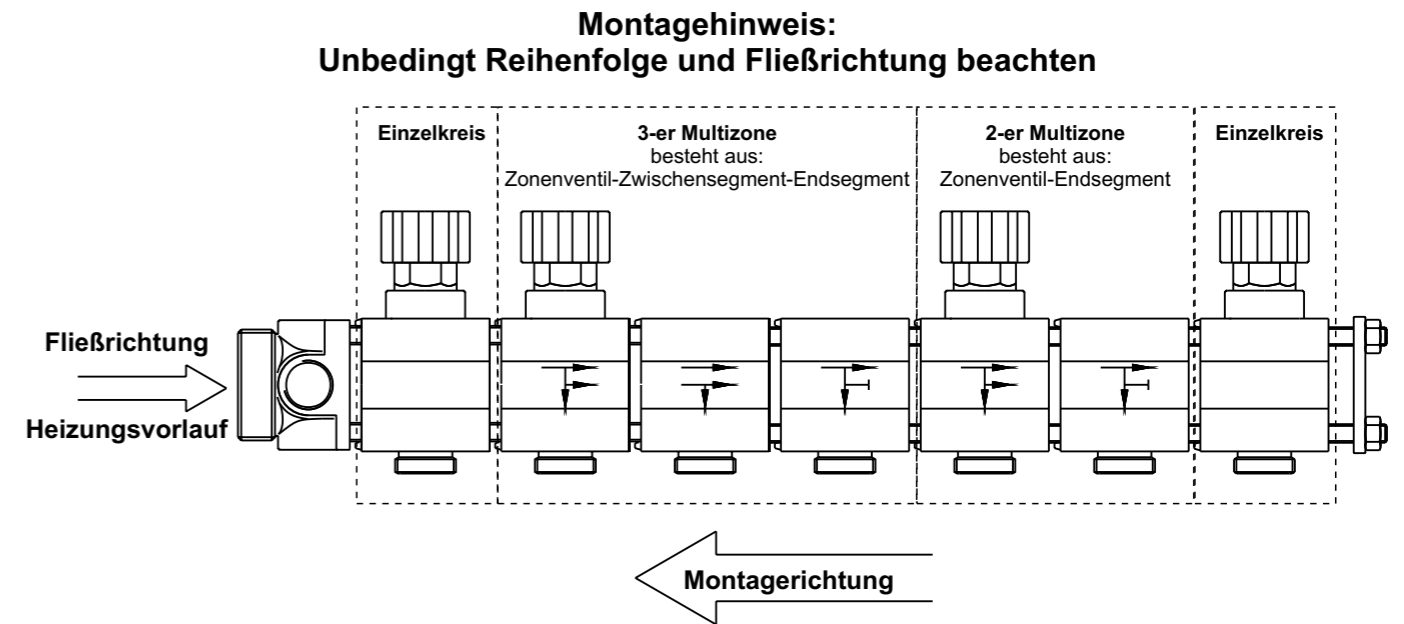 Montagehinweis:
Unbedingt Reihenfolge und Fließrichtung beachten
Einzelkreis
3-er Multizone
besteht aus:
Zonenventil-Zwischensegment-Endsegment
2-er Multizone
besteht aus:
Zonenventil-Endsegment
Einzelkreis
Fließrichtung
Heizungsvorlauf
Montagerichtung